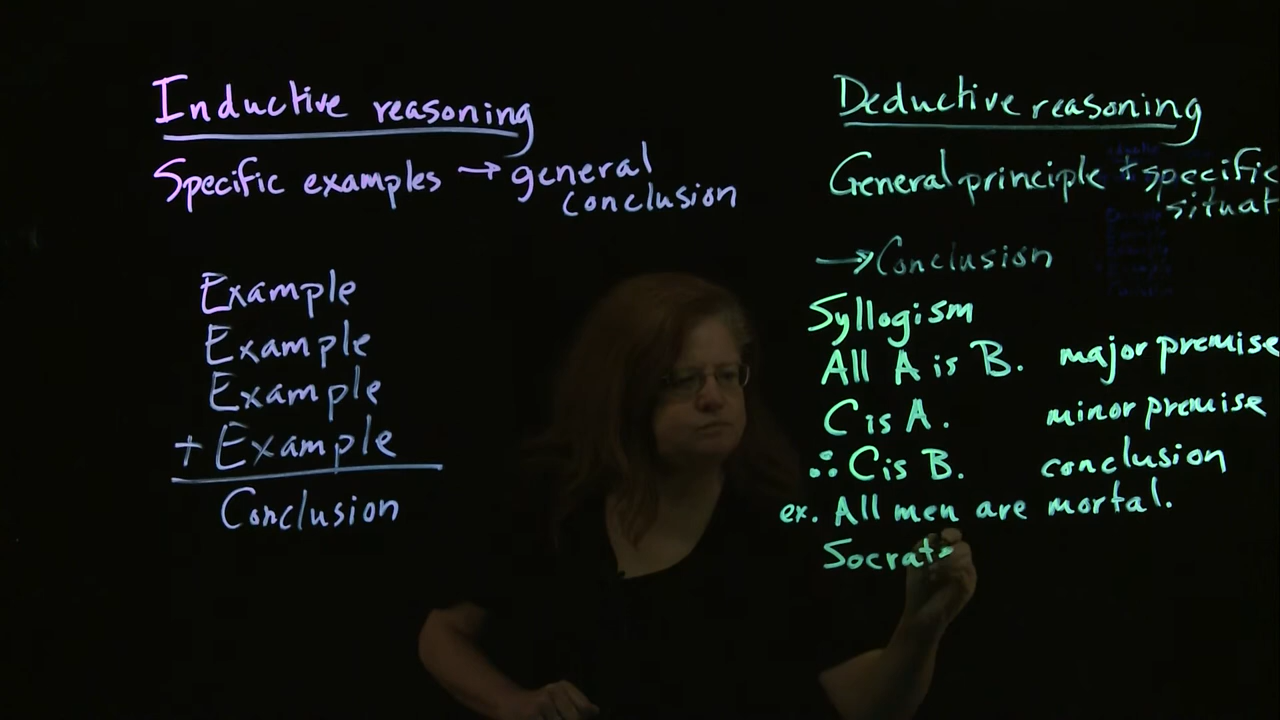 Inductive reasoning
Specific examples → general
conclusion
Example
Example
Example
+ Example
Conclusion
Deductive reasoning
General principle + specific
situat
→ Conclusion
Syllogism
All A is B. major premise
C is A. minor premise
∴ C is B. conclusion
ex. All men are mortal.
Socrate